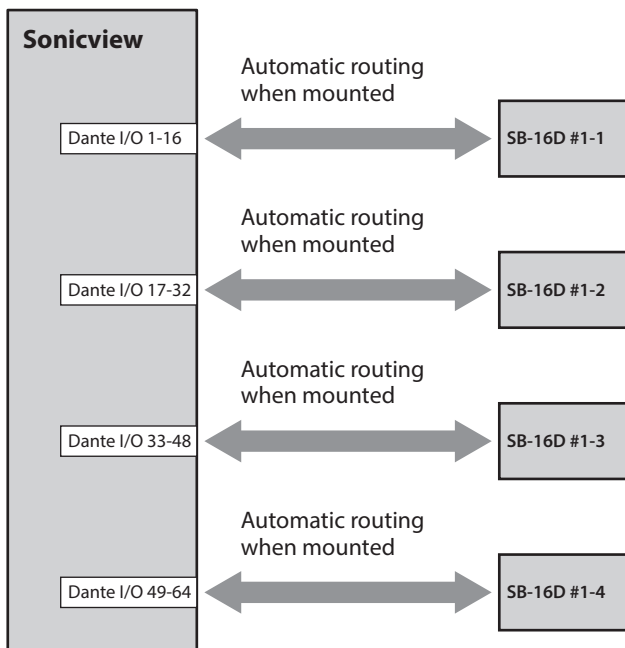 Sonicview
Automatic routing
when mounted
Dante I/O 1-16
SB-16D #1-1
Automatic routing
when mounted
Dante I/O 17-32
SB-16D #1-2
Automatic routing
when mounted
Dante I/O 33-48
SB-16D #1-3
Automatic routing
when mounted
Dante I/O 49-64
SB-16D #1-4